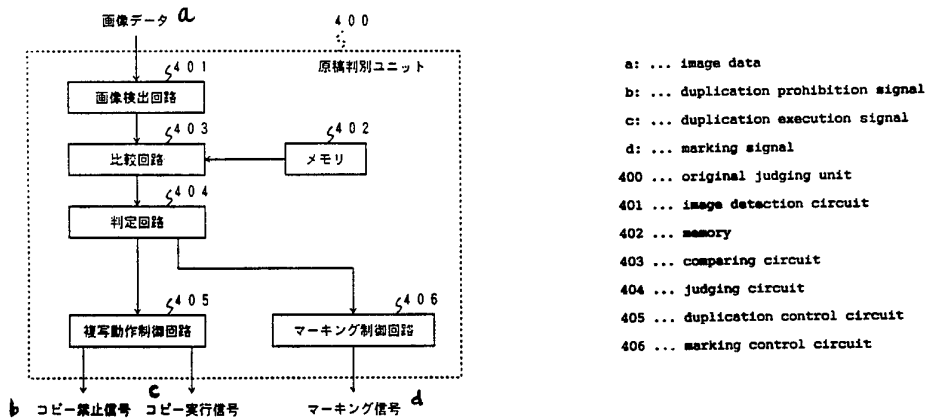 画像データ a
400
原稿判別ユニット
401
画像検出回路
403
402
比較回路
メモリ
404
判定回路
405
406
複写動作制御回路
マーキング制御回路
b コピー禁止信号
c コピー実行信号
マーキング信号 d
a: ... image data
b: ... duplication prohibition signal
c: ... duplication execution signal
d: ... marking signal
400 ... original judging unit
401 ... image detection circuit
402 ... memory
403 ... comparing circuit
404 ... judging circuit
405 ... duplication control circuit
406 ... marking control circuit